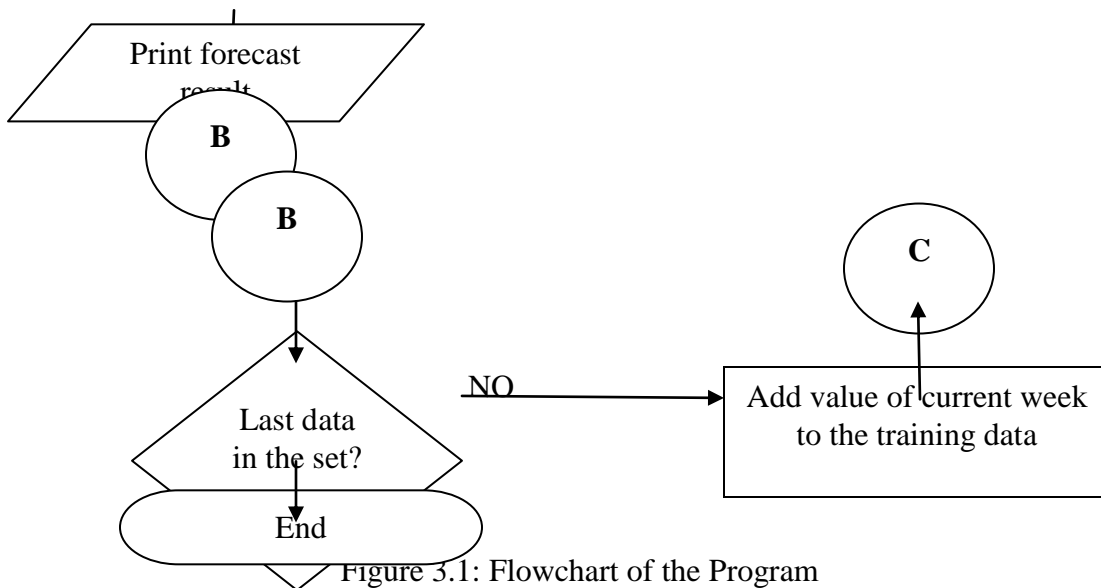 Print forecast
result
B
B
C
NO
Add value of current week
to the training data
Last data
in the set?
End
Figure 3.1: Flowchart of the Program